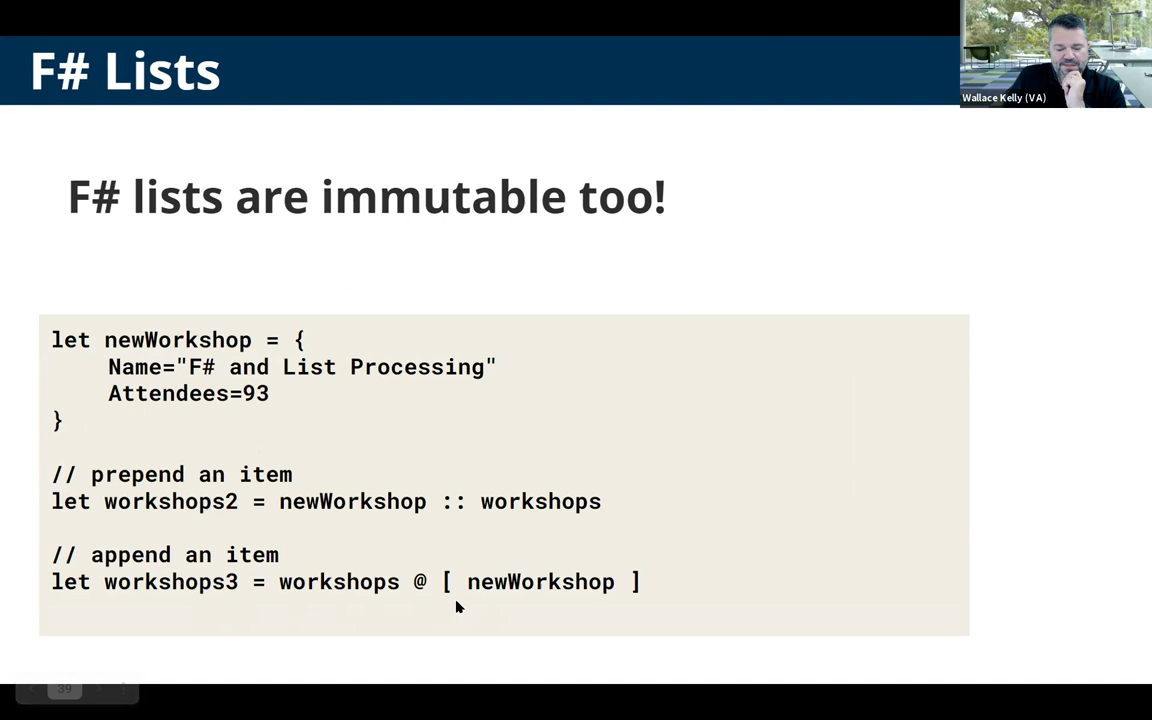 F# Lists
Wallace Kelly (VA)
F# lists are immutable too!
let newWorkshop = {
Name="F# and List Processing"
Attendees=93
}
// prepend an item
let workshops2 = newWorkshop :: workshops
// append an item
let workshops3 = workshops @ [ newWorkshop ]
39